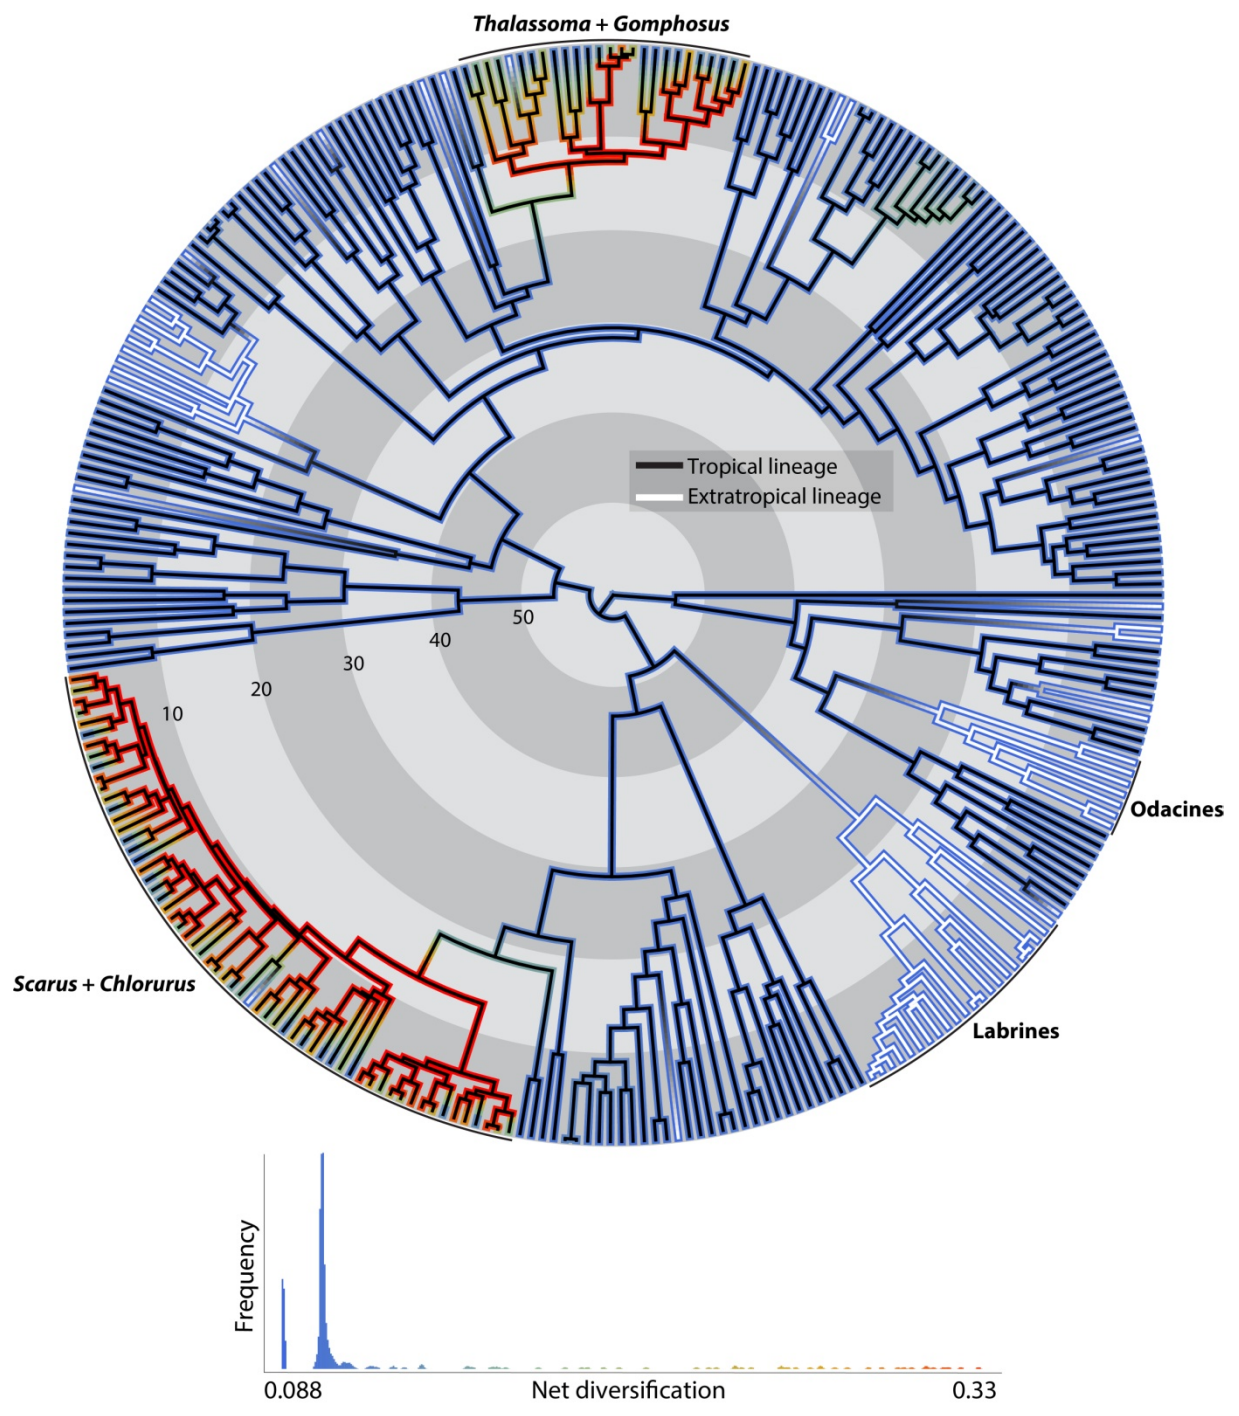 Thalassoma + Gomphosus
Tropical lineage
Extratropical lineage
50
40
30
20
10
Odacines
Scarus + Chlorurus
Labrines
Frequency
0.088
Net diversification
0.33